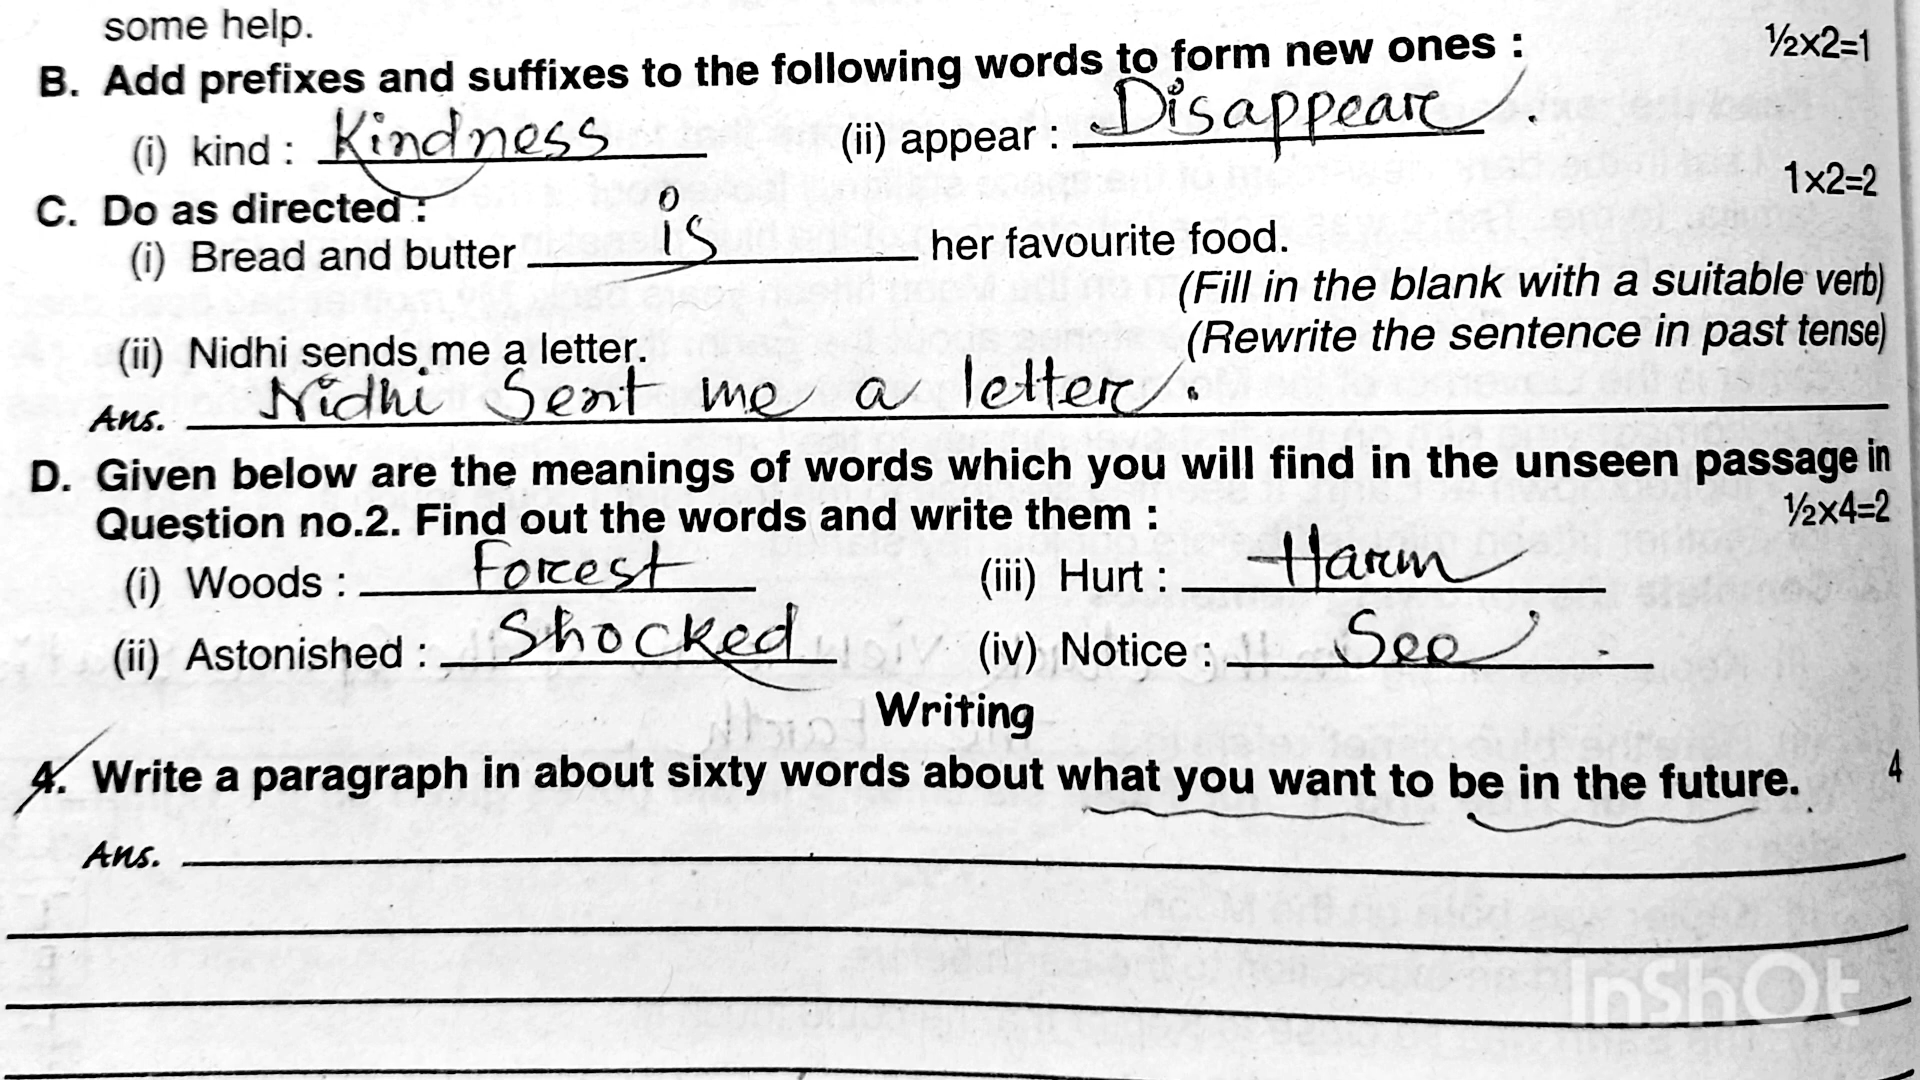 some help.
B. Add prefixes and suffixes to the following words to form new ones : ½×2=1
(i) kind : Kindness (ii) appear : Disappear.
C. Do as directed : 1×2=2
(i) Bread and butter is her favourite food.
(Fill in the blank with a suitable verb)
(ii) Nidhi sends me a letter. (Rewrite the sentence in past tense)
Ans. Nidhi Sent me a letter.
D. Given below are the meanings of words which you will find in the unseen passage in
Question no.2. Find out the words and write them : ½×4=2
(i) Woods : Forest (iii) Hurt : Harm
(ii) Astonished : Shocked (iv) Notice : See
Writing
4. Write a paragraph in about sixty words about what you want to be in the future. 4
Ans.
InShOt